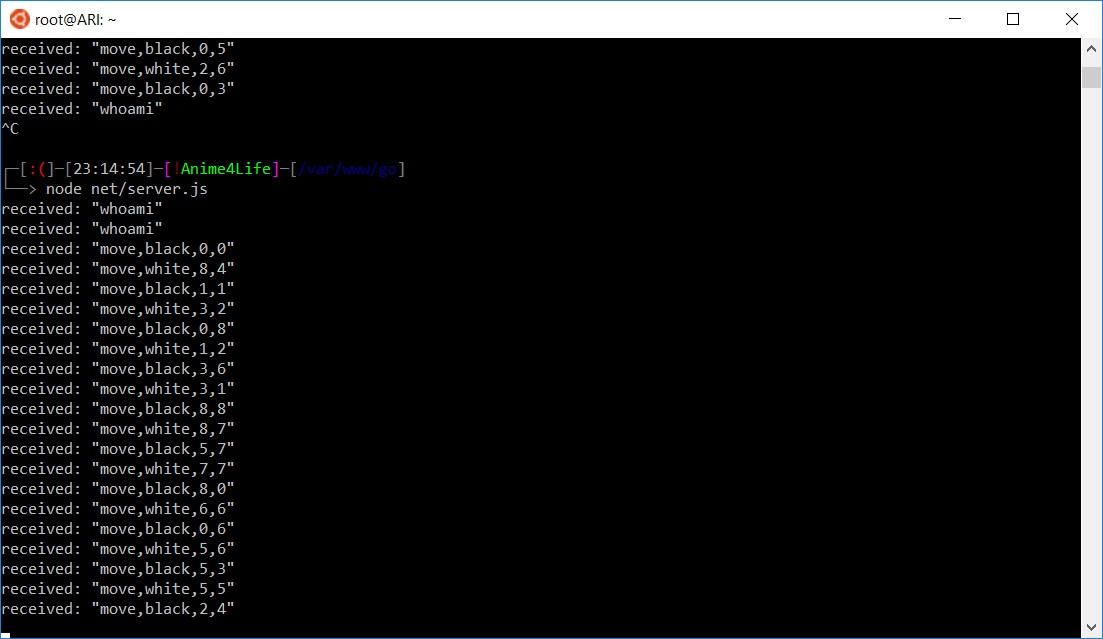 root@ARI: ~
received: "move,black,0,5"
received: "move,white,2,6"
received: "move,black,0,3"
received: "whoami"
^C
┌─[:(]─[23:14:54]─[!Anime4Life]─[/var/www/go]
└──> node net/server.js
received: "whoami"
received: "whoami"
received: "move,black,0,0"
received: "move,white,8,4"
received: "move,black,1,1"
received: "move,white,3,2"
received: "move,black,0,8"
received: "move,white,1,2"
received: "move,black,3,6"
received: "move,white,3,1"
received: "move,black,8,8"
received: "move,white,8,7"
received: "move,black,5,7"
received: "move,white,7,7"
received: "move,black,8,0"
received: "move,white,6,6"
received: "move,black,0,6"
received: "move,white,5,6"
received: "move,black,5,3"
received: "move,white,5,5"
received: "move,black,2,4"